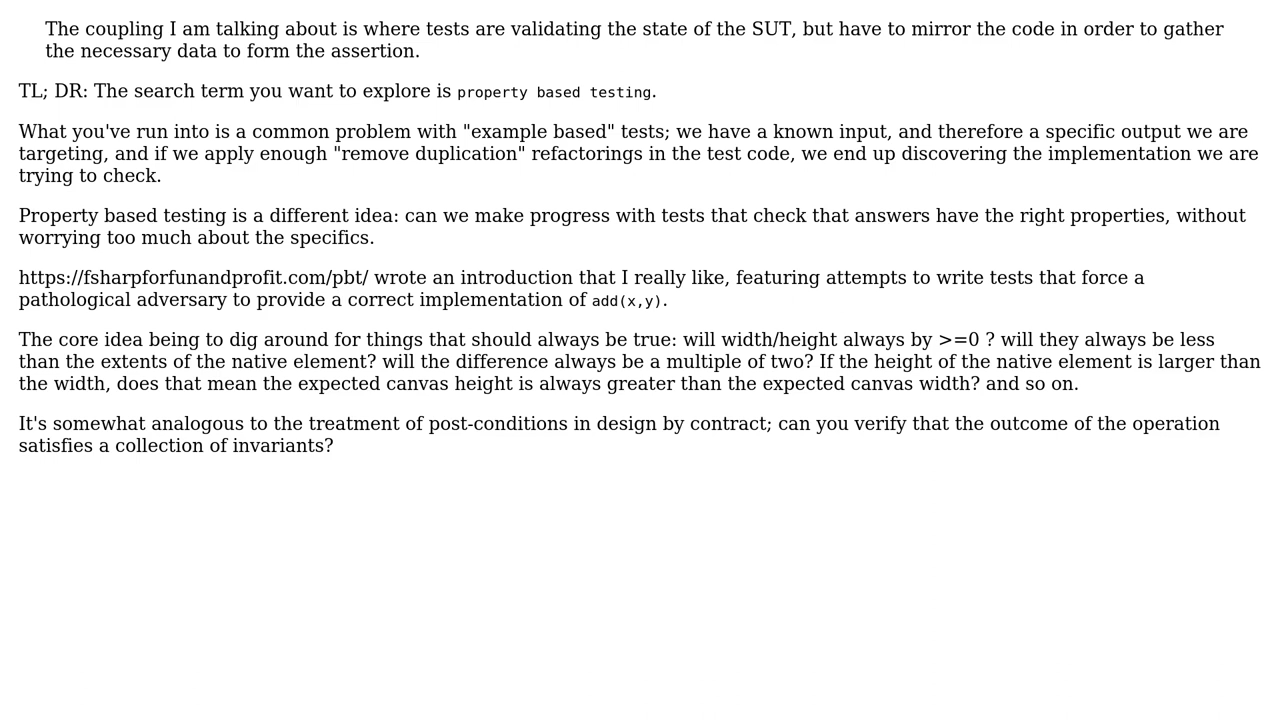 The coupling I am talking about is where tests are validating the state of the SUT, but have to mirror the code in order to gather
the necessary data to form the assertion.
TL; DR: The search term you want to explore is property based testing.
What you've run into is a common problem with "example based" tests; we have a known input, and therefore a specific output we are
targeting, and if we apply enough "remove duplication" refactorings in the test code, we end up discovering the implementation we are
trying to check.
Property based testing is a different idea: can we make progress with tests that check that answers have the right properties, without
worrying too much about the specifics.
https://fsharpforfunandprofit.com/pbt/ wrote an introduction that I really like, featuring attempts to write tests that force a
pathological adversary to provide a correct implementation of add(x,y).
The core idea being to dig around for things that should always be true: will width/height always by >=0 ? will they always be less
than the extents of the native element? will the difference always be a multiple of two? If the height of the native element is larger than
the width, does that mean the expected canvas height is always greater than the expected canvas width? and so on.
It's somewhat analogous to the treatment of post-conditions in design by contract; can you verify that the outcome of the operation
satisfies a collection of invariants?